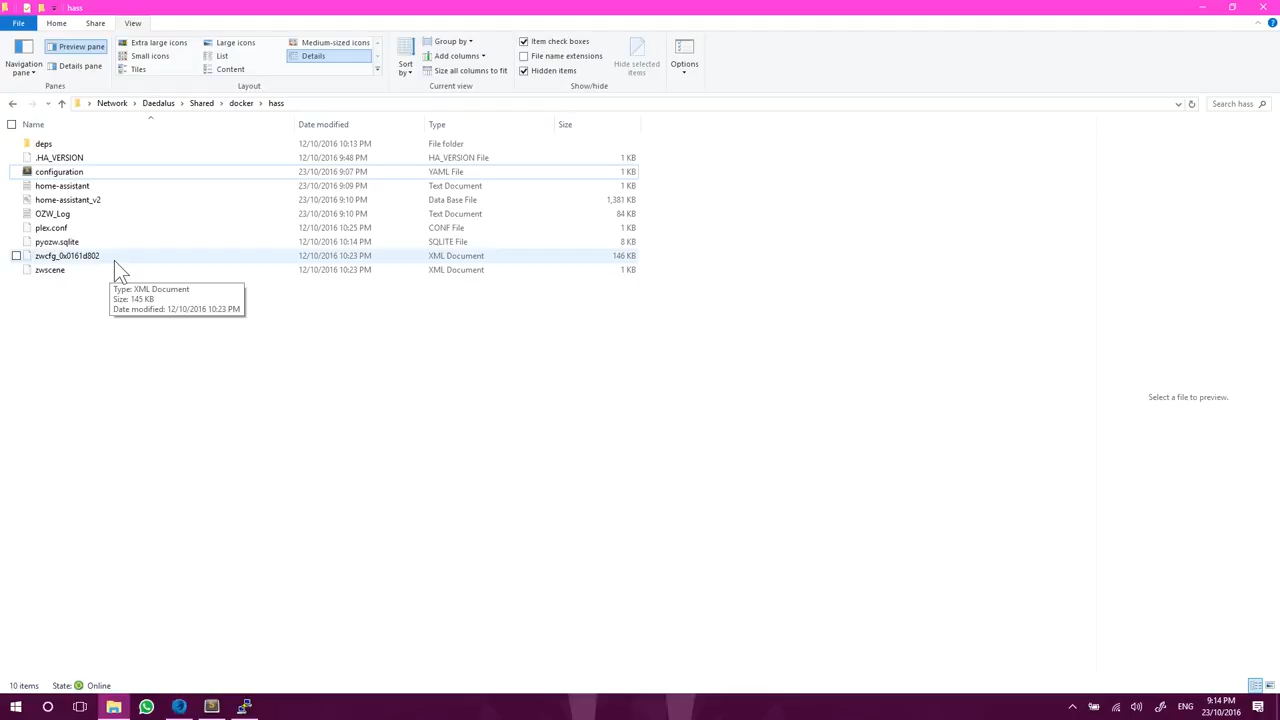 hass
File Home Share View
Navigation pane
Preview pane
Details pane
Panes
Extra large icons Large icons Medium-sized icons
Small icons List Details
Tiles Content
Layout
Sort by
Group by
Add columns
Size all columns to fit
Current view
Item check boxes
File name extensions
Hidden items
Hide selected items
Show/hide
Options
Network Daedalus Shared docker hass
Search hass
Name Date modified Type Size
deps 12/10/2016 10:13 PM File folder
.HA_VERSION 12/10/2016 9:48 PM HA_VERSION File 1 KB
configuration 23/10/2016 9:07 PM YAML File 1 KB
home-assistant 23/10/2016 9:09 PM Text Document 1 KB
home-assistant_v2 23/10/2016 9:10 PM Data Base File 1,381 KB
OZW_Log 23/10/2016 9:10 PM Text Document 84 KB
plex.conf 12/10/2016 10:25 PM CONF File 1 KB
pyozw.sqlite 12/10/2016 10:14 PM SQLITE File 8 KB
zwcfg_0x0161d802 12/10/2016 10:23 PM XML Document 146 KB
zwscene 12/10/2016 10:23 PM XML Document 1 KB
Type: XML Document
Size: 145 KB
Date modified: 12/10/2016 10:23 PM
Select a file to preview.
10 items State: Online
ENG
9:14 PM
23/10/2016